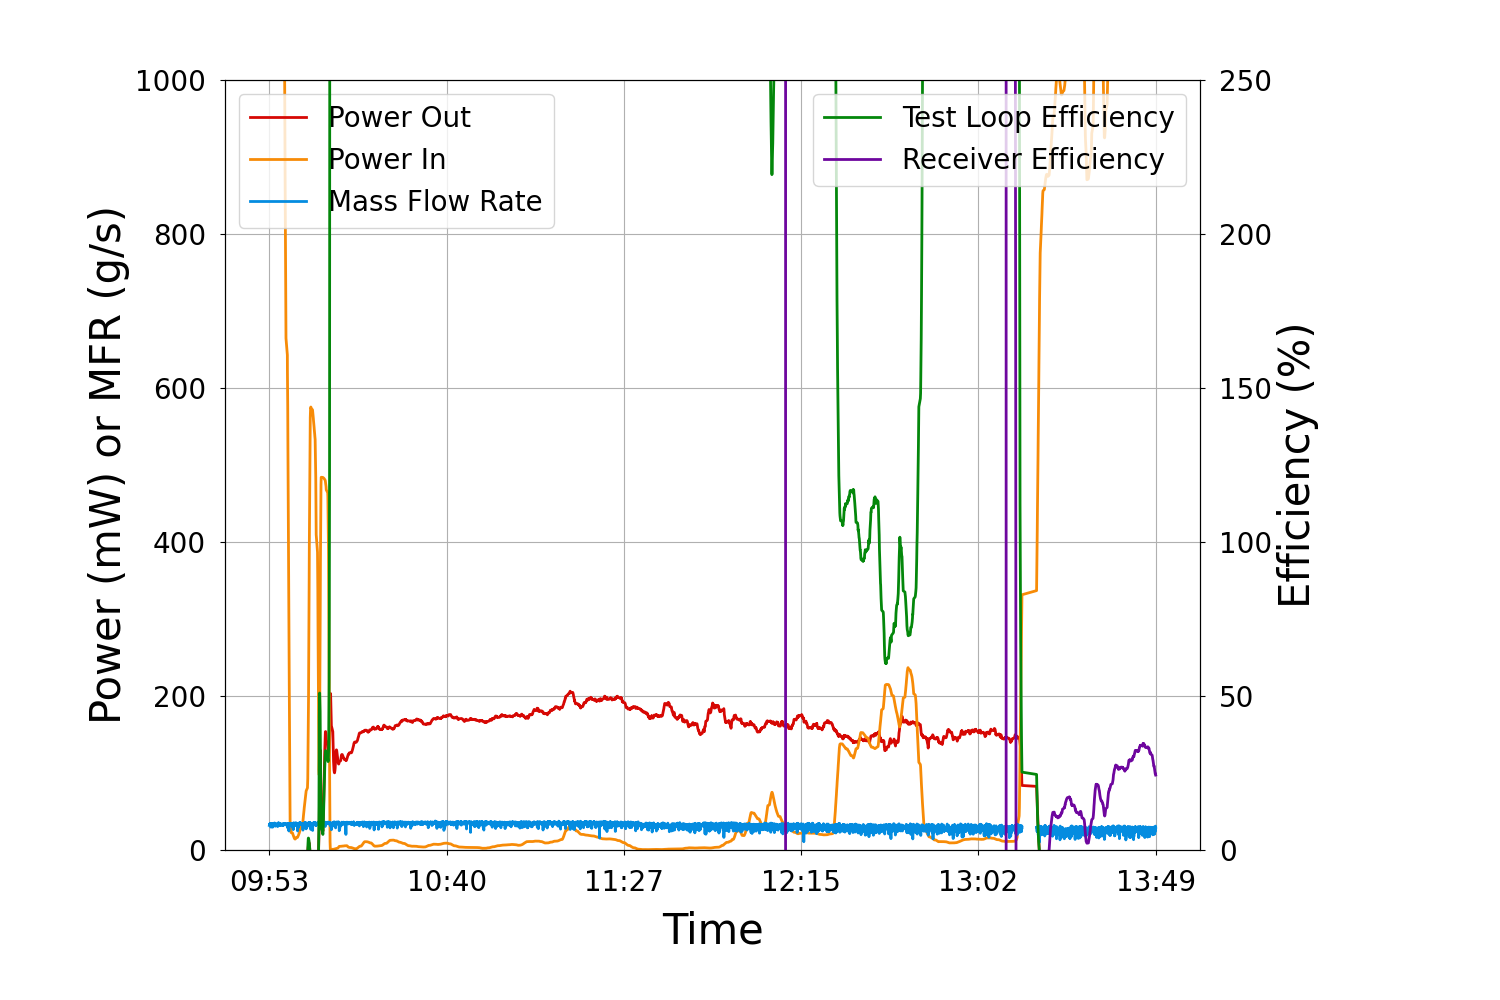 1000
800
600
400
200
0
Power (mW) or MFR (g/s)
Power Out
Power In
Mass Flow Rate
Test Loop Efficiency
Receiver Efficiency
250
200
150
100
50
0
Efficiency (%)
09:53 10:40 11:27 12:15 13:02 13:49
Time